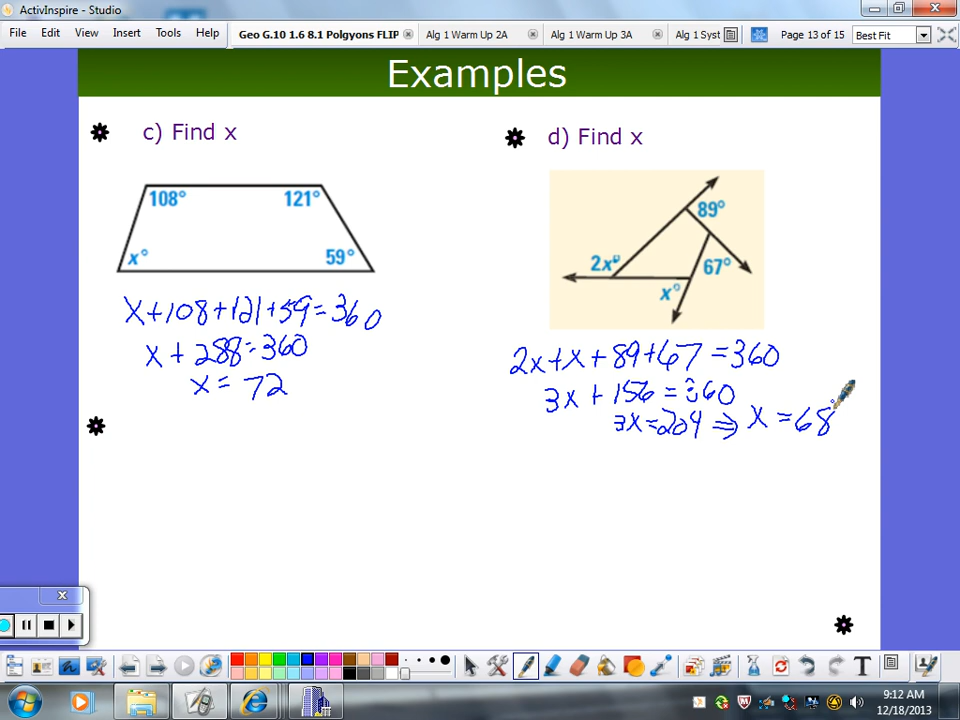 ActivInspire - Studio
File Edit View Insert Tools Help
Geo G.10 1.6 8.1 Polgyons FLIP
Alg 1 Warm Up 2A
Alg 1 Warm Up 3A
Alg 1 Syst
Page 13 of 15
Best Fit
Examples
c) Find x
108° 121°
x° 59°
x+108+121+59=360
x + 288=360
x = 72
d) Find x
89°
2x° 67°
x°
2x+x+89+67 =360
3x + 156 = 360
3x=204 ⇒ x = 68
x
T
9:12 AM
12/18/2013